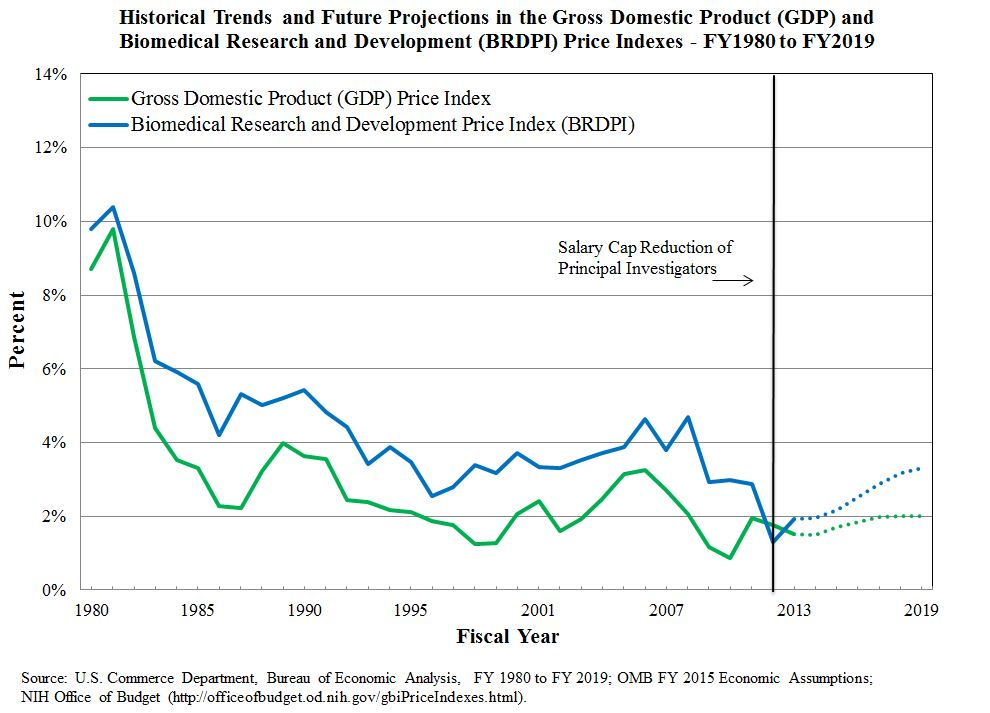 Historical Trends and Future Projections in the Gross Domestic Product (GDP) and
Biomedical Research and Development (BRDPI) Price Indexes - FY1980 to FY2019
14%
Gross Domestic Product (GDP) Price Index
Biomedical Research and Development Price Index (BRDPI)
12%
10%
Salary Cap Reduction of
Principal Investigators
8%
Percent
6%
4%
2%
0%
1980 1985 1990 1995 2001 2007 2013 2019
Fiscal Year
Source: U.S. Commerce Department, Bureau of Economic Analysis, FY 1980 to FY 2019; OMB FY 2015 Economic Assumptions;
NIH Office of Budget (http://officeofbudget.od.nih.gov/gbiPriceIndexes.html).